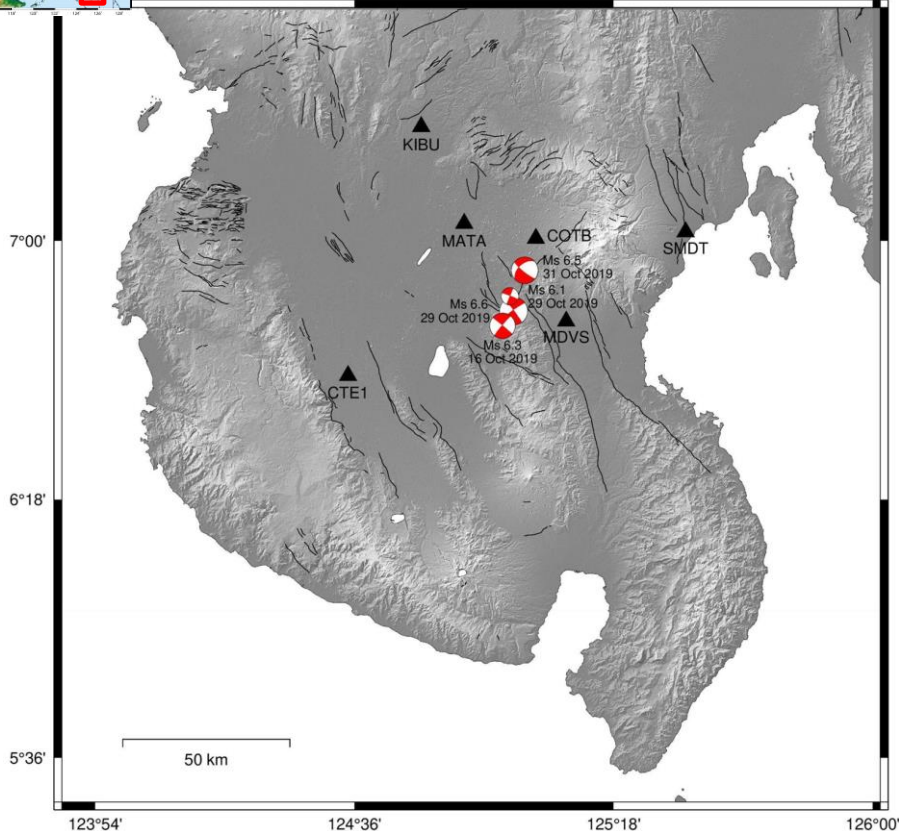 KIBU
MATA
COTB
SMDT
7°00'
Ms 6.5
31 Oct 2019
Ms 6.1
29 Oct 2019
Ms 6.6
29 Oct 2019
MDVS
Ms 6.3
16 Oct 2019
CTE1
6°18'
5°36'
50 km
123°54'
124°36'
125°18'
126°00'